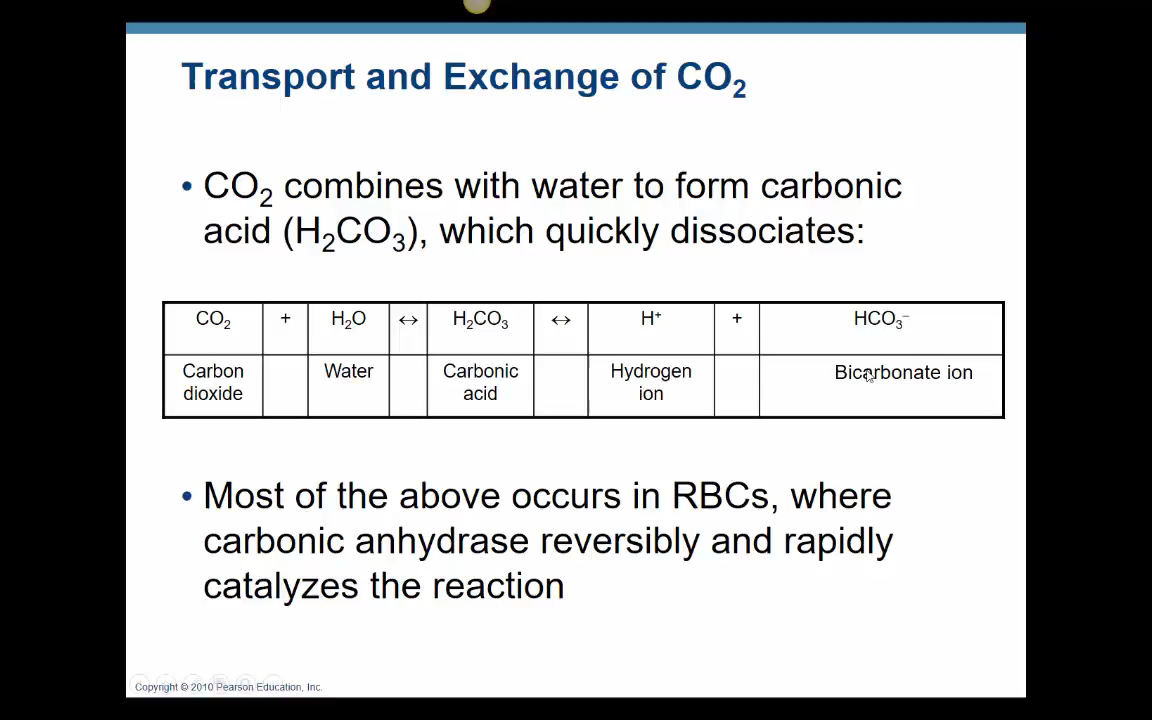 Transport and Exchange of CO₂
• CO₂ combines with water to form carbonic
acid (H₂CO₃), which quickly dissociates:
CO₂ + H₂O ↔ H₂CO₃ ↔ H⁺ + HCO₃⁻
Carbon dioxide Water Carbonic acid Hydrogen ion Bicarbonate ion
• Most of the above occurs in RBCs, where
carbonic anhydrase reversibly and rapidly
catalyzes the reaction
Copyright © 2010 Pearson Education, Inc.